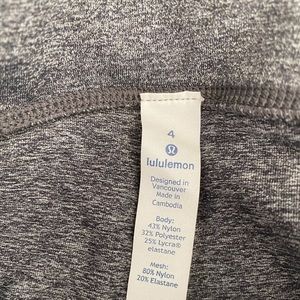 4
lululemon
Designed in
Vancouver
Made in
Cambodia
Body:
43% Nylon
32% Polyester
25% Lycra®
elastane
Mesh:
80% Nylon
20% Elastane